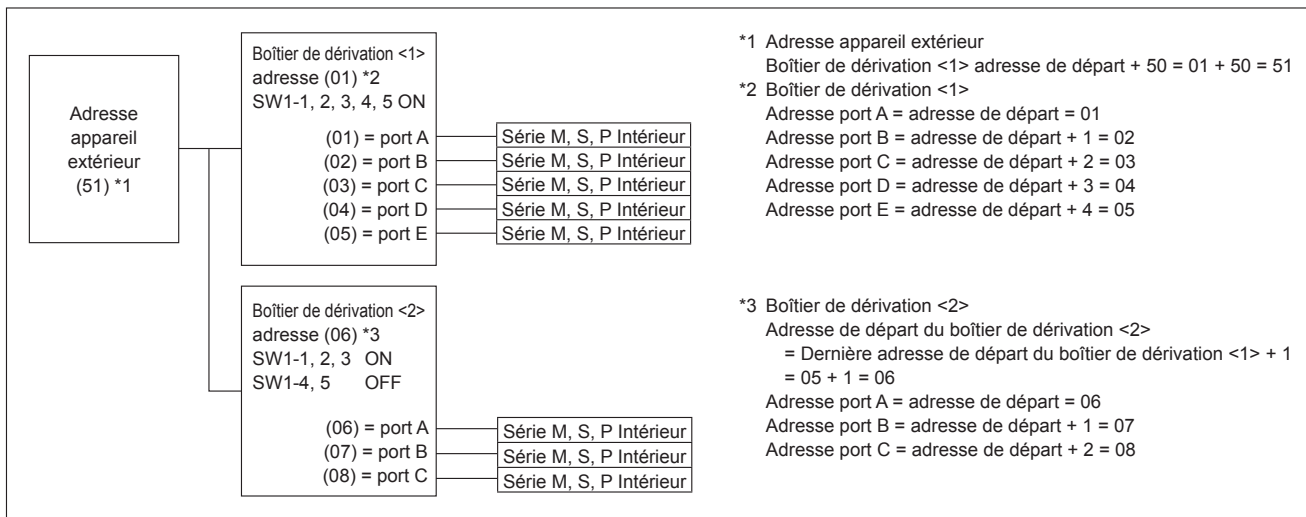 Adresse
appareil
extérieur
(51) *1
Boîtier de dérivation <1>
adresse (01) *2
SW1-1, 2, 3, 4, 5 ON
(01) = port A
(02) = port B
(03) = port C
(04) = port D
(05) = port E
Série M, S, P Intérieur
Série M, S, P Intérieur
Série M, S, P Intérieur
Série M, S, P Intérieur
Série M, S, P Intérieur
Boîtier de dérivation <2>
adresse (06) *3
SW1-1, 2, 3 ON
SW1-4, 5 OFF
(06) = port A
(07) = port B
(08) = port C
Série M, S, P Intérieur
Série M, S, P Intérieur
Série M, S, P Intérieur
*1 Adresse appareil extérieur
Boîtier de dérivation <1> adresse de départ + 50 = 01 + 50 = 51
*2 Boîtier de dérivation <1>
Adresse port A = adresse de départ = 01
Adresse port B = adresse de départ + 1 = 02
Adresse port C = adresse de départ + 2 = 03
Adresse port D = adresse de départ + 3 = 04
Adresse port E = adresse de départ + 4 = 05
*3 Boîtier de dérivation <2>
Adresse de départ du boîtier de dérivation <2>
= Dernière adresse de départ du boîtier de dérivation <1> + 1
= 05 + 1 = 06
Adresse port A = adresse de départ = 06
Adresse port B = adresse de départ + 1 = 07
Adresse port C = adresse de départ + 2 = 08